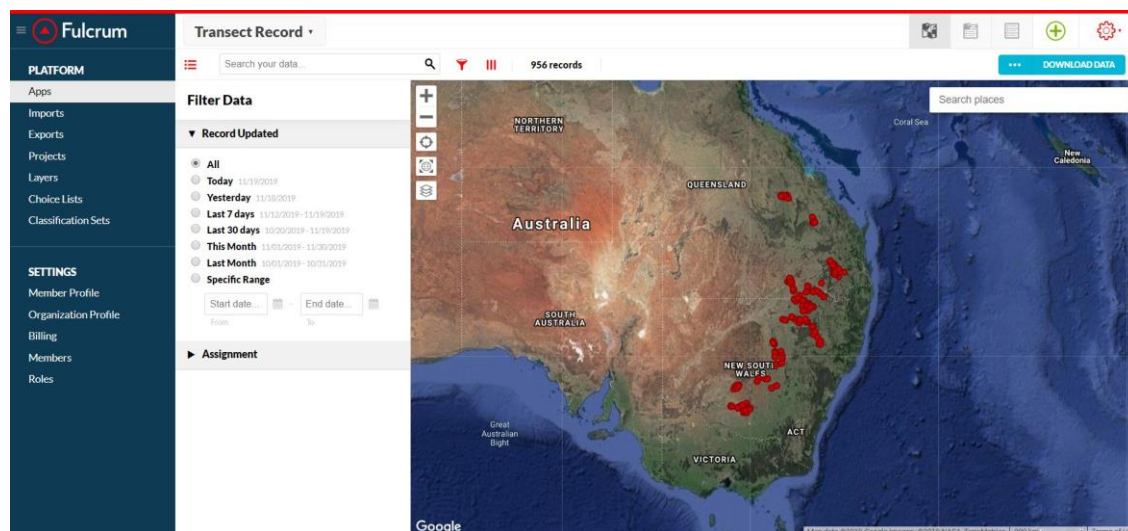 Fulcrum
PLATFORM
Apps
Imports
Exports
Projects
Layers
Choice Lists
Classification Sets
SETTINGS
Member Profile
Organization Profile
Billing
Members
Roles
Transect Record
Search your data...
956 records
DOWNLOAD DATA
Filter Data
Record Updated
All
Today 11/19/2019
Yesterday 11/18/2019
Last 7 days 11/12/2019 - 11/19/2019
Last 30 days 10/20/2019 - 11/19/2019
This Month 11/01/2019 - 11/30/2019
Last Month 10/01/2019 - 10/31/2019
Specific Range
Start date... - End date...
From To
Assignment
Search places
NORTHERN
TERRITORY
Coral Sea
New
Caledonia
QUEENSLAND
Australia
SOUTH
AUSTRALIA
NEW SOUTH
WALES
Great
Australian
Bight
ACT
VICTORIA
Google